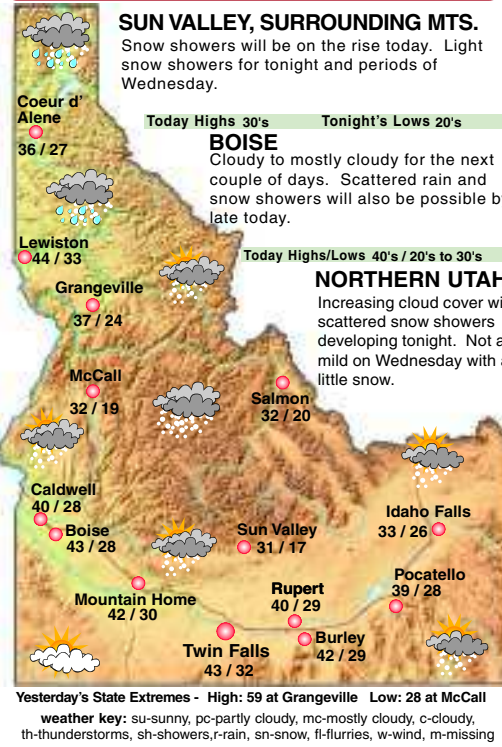 SUN VALLEY, SURROUNDING MTS.
Snow showers will be on the rise today. Light
snow showers for tonight and periods of
Wednesday.
Today Highs 30's Tonight's Lows 20's
BOISE
Cloudy to mostly cloudy for the next
couple of days. Scattered rain and
snow showers will also be possible by
late today.
Today Highs/Lows 40's / 20's to 30's
NORTHERN UTAH
Increasing cloud cover wi
scattered snow showers
developing tonight. Not a
mild on Wednesday with a
little snow.
Coeur d'
Alene
36 / 27
Lewiston
44 / 33
Grangeville
37 / 24
McCall
32 / 19
Salmon
32 / 20
Caldwell
40 / 28
Boise
43 / 28
Sun Valley
31 / 17
Idaho Falls
33 / 26
Mountain Home
42 / 30
Rupert
40 / 29
Pocatello
39 / 28
Twin Falls
43 / 32
Burley
42 / 29
Yesterday's State Extremes - High: 59 at Grangeville Low: 28 at McCall
weather key: su-sunny, pc-partly cloudy, mc-mostly cloudy, c-cloudy,
th-thunderstorms, sh-showers,r-rain, sn-snow, fl-flurries, w-wind, m-missing